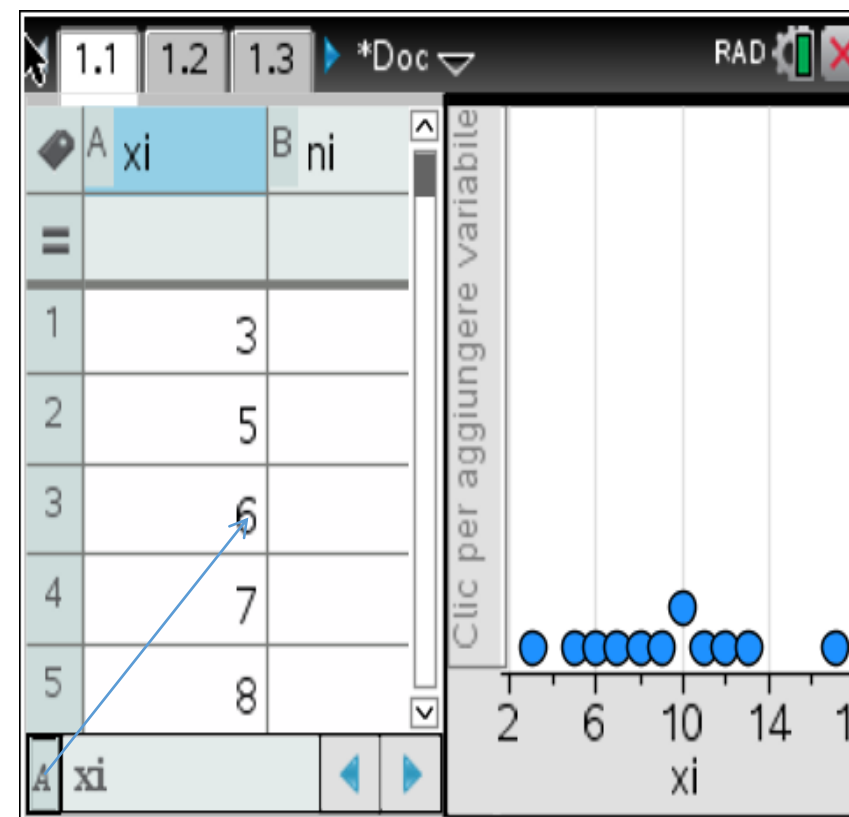 1.1 1.2 1.3 *Doc RAD
A xi B ni
=
1 3
2 5
3 6
4 7
5 8
A xi
Clic per aggiungere variabile
2 6 10 14 1
xi